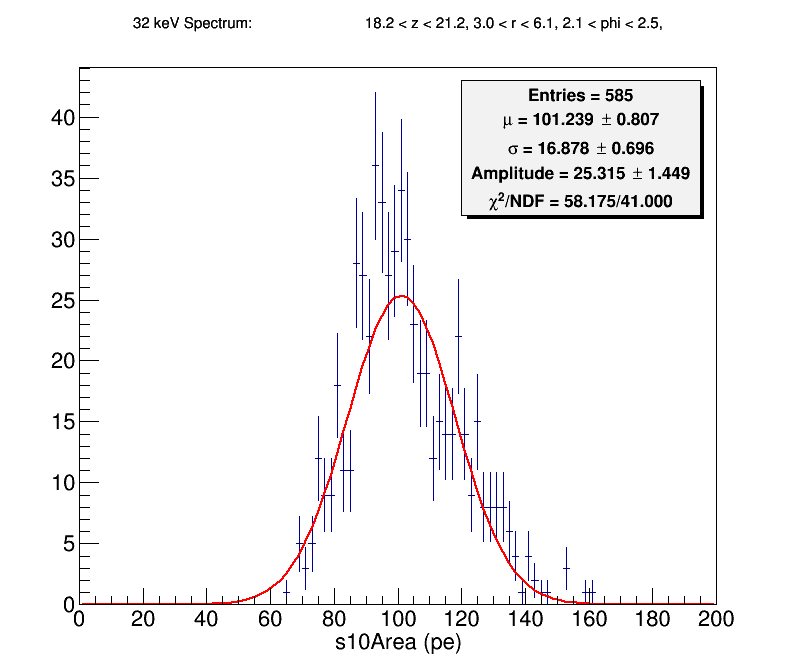 32 keV Spectrum: 18.2 < z < 21.2, 3.0 < r < 6.1, 2.1 < phi < 2.5,
Entries = 585
μ = 101.239 ± 0.807
σ = 16.878 ± 0.696
Amplitude = 25.315 ± 1.449
χ²/NDF = 58.175/41.000
40
35
30
25
20
15
10
5
0
0 20 40 60 80 100 120 140 160 180 200
s10Area (pe)